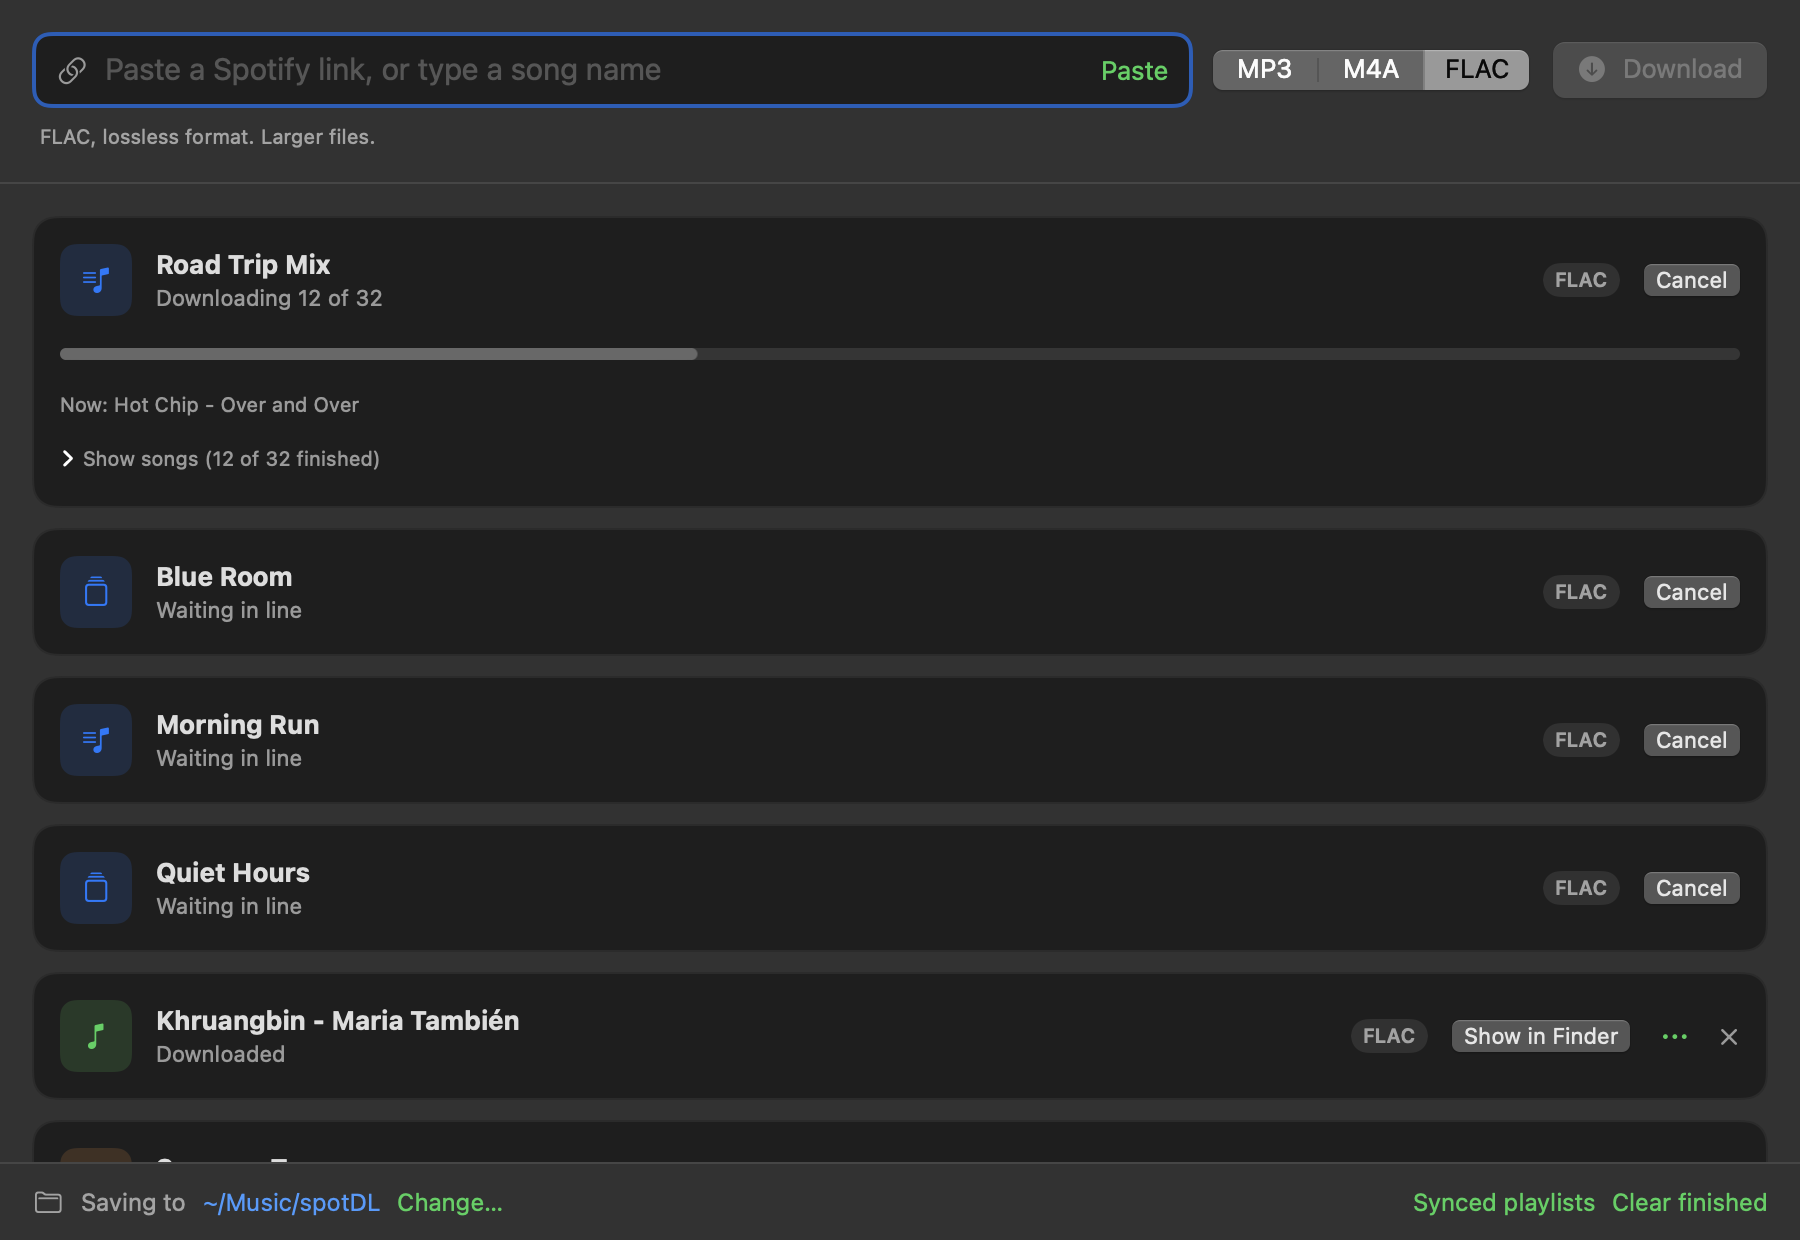 Paste a Spotify link, or type a song name
Paste
MP3
M4A
FLAC
Download
FLAC, lossless format. Larger files.
Road Trip Mix
Downloading 12 of 32
FLAC
Cancel
Now: Hot Chip - Over and Over
Show songs (12 of 32 finished)
Blue Room
Waiting in line
FLAC
Cancel
Morning Run
Waiting in line
FLAC
Cancel
Quiet Hours
Waiting in line
FLAC
Cancel
Khruangbin - Maria También
Downloaded
FLAC
Show in Finder
Saving to ~/Music/spotDL Change...
Synced playlists
Clear finished